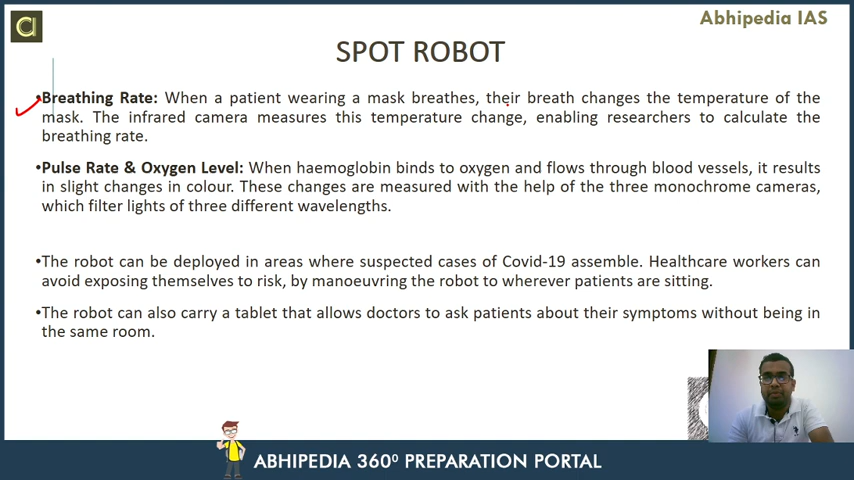 Abhipedia IAS
SPOT ROBOT
•Breathing Rate: When a patient wearing a mask breathes, their breath changes the temperature of the
mask. The infrared camera measures this temperature change, enabling researchers to calculate the
breathing rate.
•Pulse Rate & Oxygen Level: When haemoglobin binds to oxygen and flows through blood vessels, it results
in slight changes in colour. These changes are measured with the help of the three monochrome cameras,
which filter lights of three different wavelengths.
•The robot can be deployed in areas where suspected cases of Covid-19 assemble. Healthcare workers can
avoid exposing themselves to risk, by manoeuvring the robot to wherever patients are sitting.
•The robot can also carry a tablet that allows doctors to ask patients about their symptoms without being in
the same room.
ABHIPEDIA 360⁰ PREPARATION PORTAL